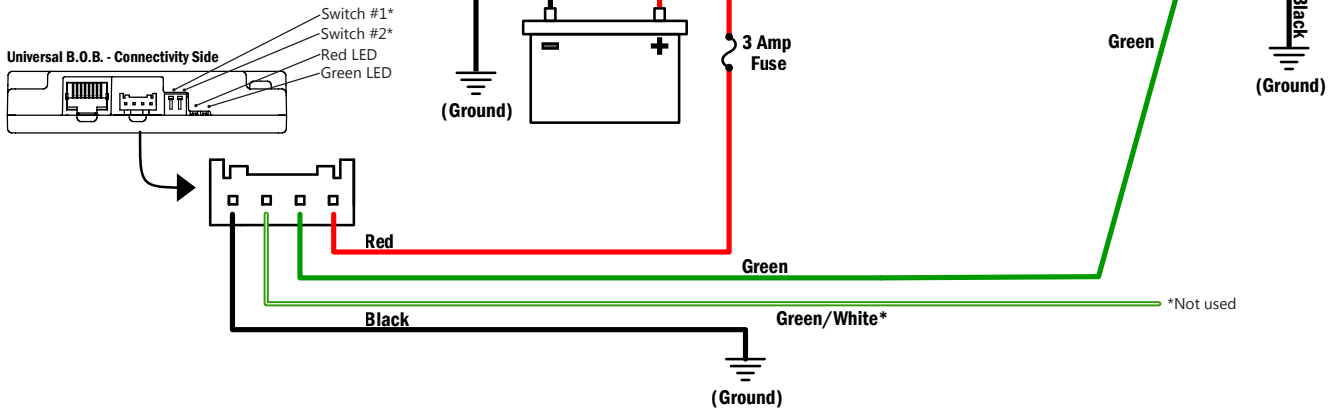 Switch #1*
Switch #2*
Universal B.O.B. - Connectivity Side
Red LED
Green LED
(Ground)
3 Amp
Fuse
Green
Black
(Ground)
Red
Green
*Not used
Green/White*
Black
(Ground)